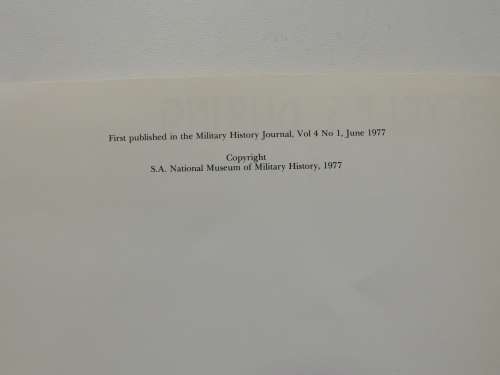 First published in the Military History Journal, Vol 4 No 1, June 1977
Copyright
S.A. National Museum of Military History, 1977